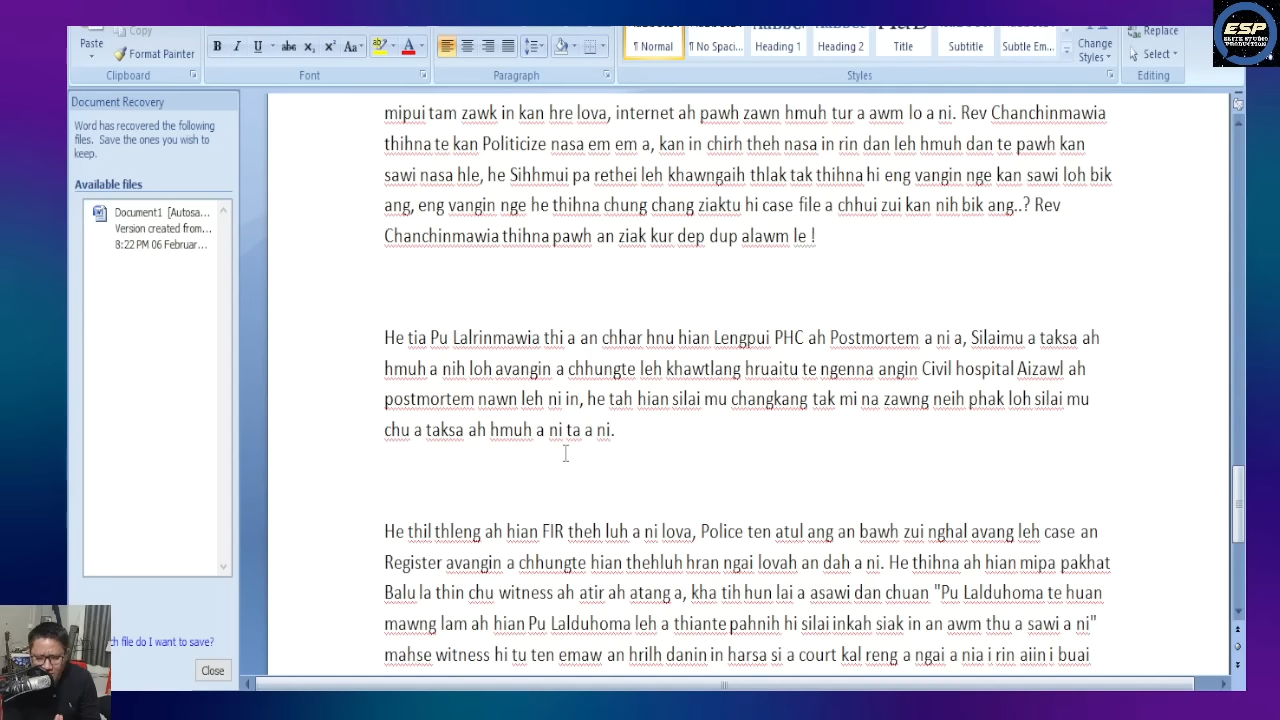 ESP
ELITE STUDIO
PRODUCTION
Paste
Copy
Format Painter
B I U abc x₂ x² Aa ab A
Normal
No Spaci...
Heading 1
Heading 2
Title
Subtitle
Subtle Em...
Change
Styles
Replace
Select
Clipboard
Font
Paragraph
Styles
Editing
Document Recovery
Word has recovered the following
files. Save the ones you wish to
keep.
Available files
Document1 [Autosa...
Version created from...
8:22 PM 06 Februar...
file do I want to save?
Close
mipui tam zawk in kan hre lova, internet ah pawh zawn hmuh tur a awm lo a ni. Rev Chanchinmawia
thihna te kan Politicize nasa em em a, kan in chirh theh nasa in rin dan leh hmuh dan te pawh kan
sawi nasa hle, he Sihhmui pa rethei leh khawngaih thlak tak thihna hi eng vangin nge kan sawi loh bik
ang, eng vangin nge he thihna chung chang ziaktu hi case file a chhui zui kan nih bik ang..? Rev
Chanchinmawia thihna pawh an ziak kur dep dup alawm le !
He tia Pu Lalrinmawia thi a an chhar hnu hian Lengpui PHC ah Postmortem a ni a, Silaimu a taksa ah
hmuh a nih loh avangin a chhungte leh khawtlang hruaitu te ngenna angin Civil hospital Aizawl ah
postmortem nawn leh ni in, he tah hian silai mu changkang tak mi na zawng neih phak loh silai mu
chu a taksa ah hmuh a ni ta a ni.
He thil thleng ah hian FIR theh luh a ni lova, Police ten atul ang an bawh zui nghal avang leh case an
Register avangin a chhungte hian thehluh hran ngai lovah an dah a ni. He thihna ah hian mipa pakhat
Balu la thin chu witness ah atir ah atang a, kha tih hun lai a asawi dan chuan "Pu Lalduhoma te huan
mawng lam ah hian Pu Lalduhoma leh a thiante pahnih hi silai inkah siak in an awm thu a sawi a ni"
mahse witness hi tu ten emaw an hrilh danin in harsa si a court kal reng a ngai a nia i rin aiin i buai